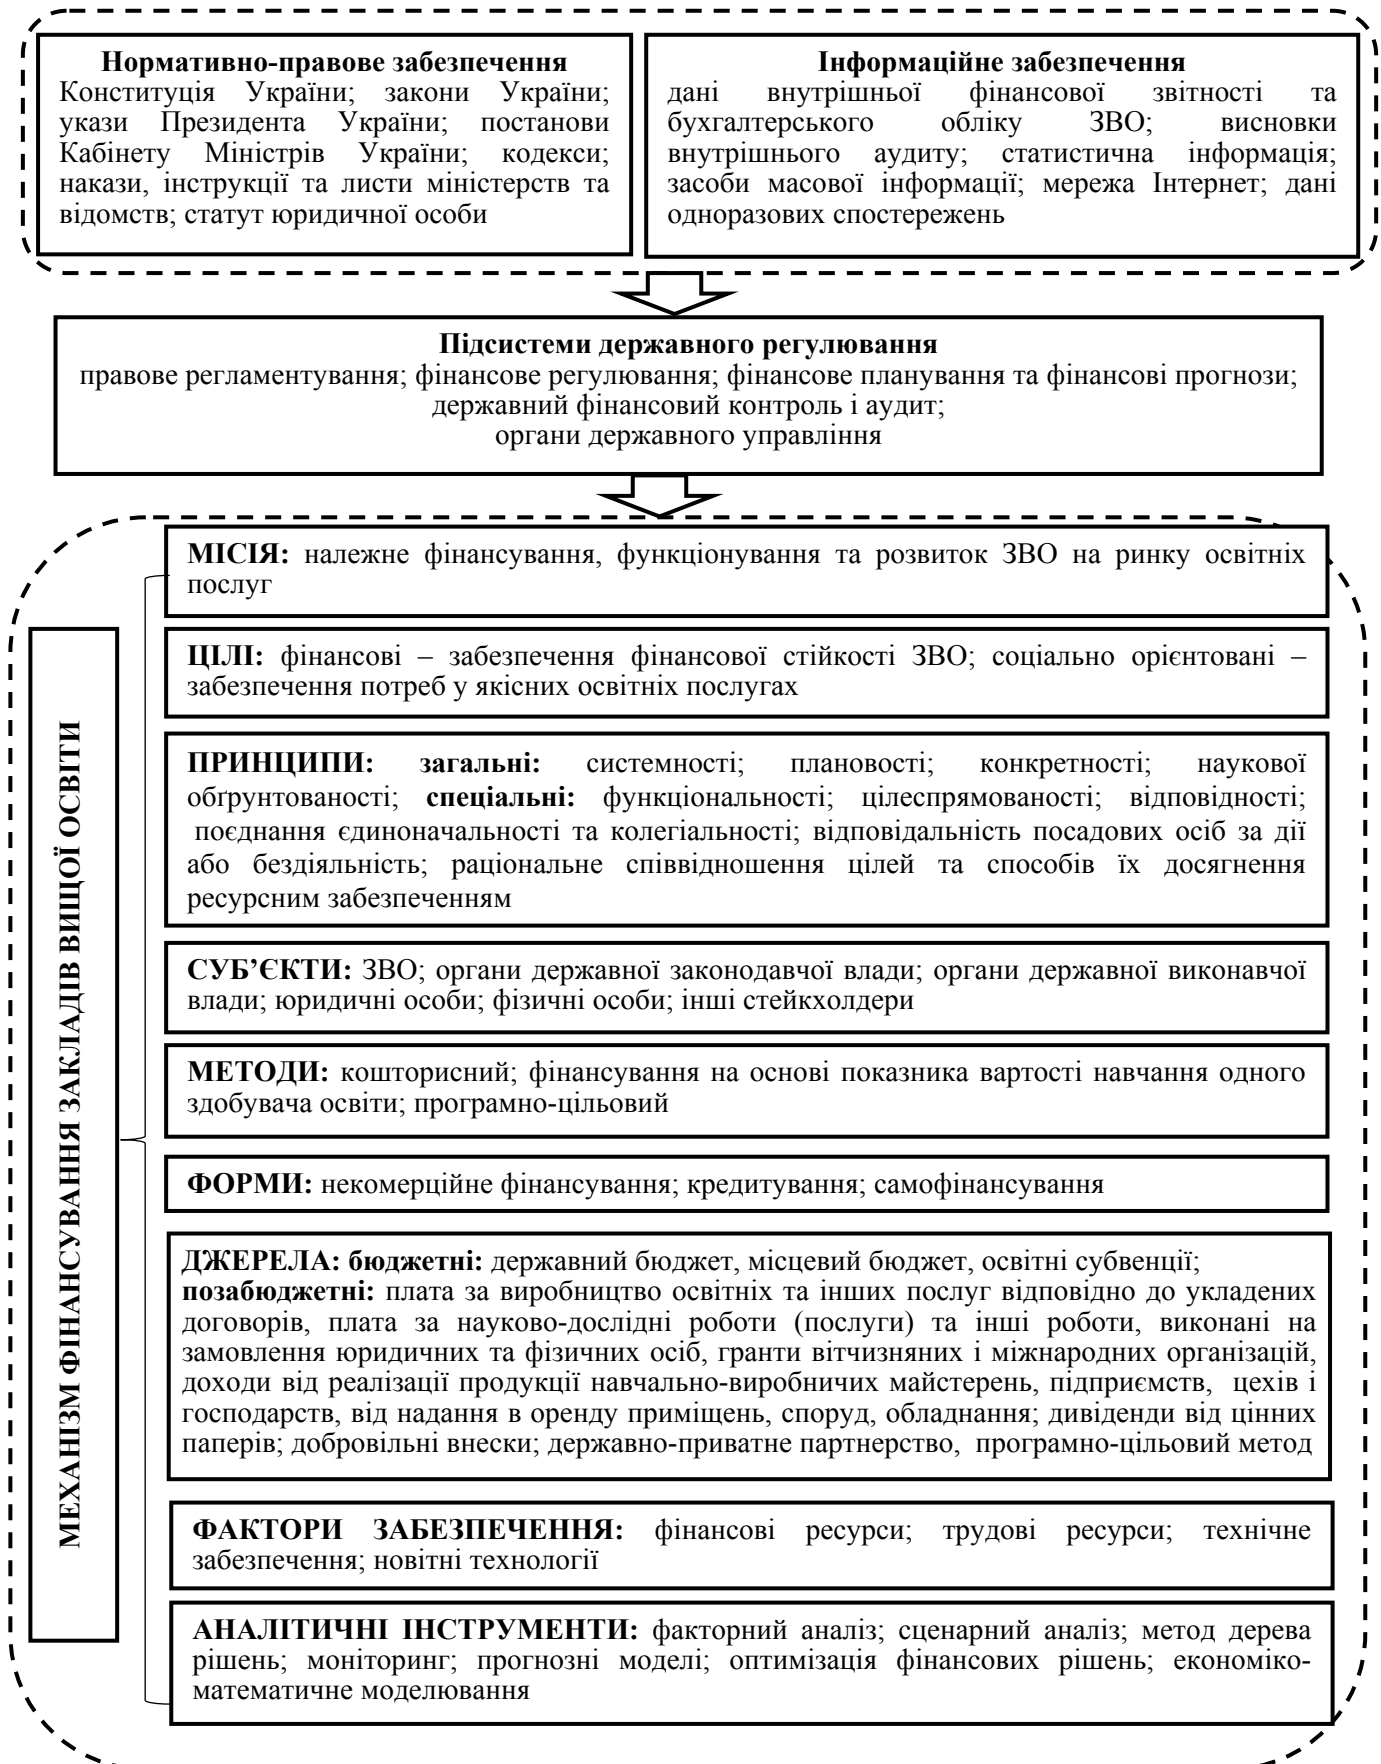 Нормативно-правове забезпечення
Конституція України; закони України;
укази Президента України; постанови
Кабінету Міністрів України; кодекси;
накази, інструкції та листи міністерств та
відомств; статут юридичної особи
Інформаційне забезпечення
дані внутрішньої фінансової звітності та
бухгалтерського обліку ЗВО; висновки
внутрішнього аудиту; статистична інформація;
засоби масової інформації; мережа Інтернет; дані
одноразових спостережень
Підсистеми державного регулювання
правове регламентування; фінансове регулювання; фінансове планування та фінансові прогнози;
державний фінансовий контроль і аудит;
органи державного управління
МЕХАНІЗМ ФІНАНСУВАННЯ ЗАКЛАДІВ ВИЩОЇ ОСВІТИ
МІСІЯ: належне фінансування, функціонування та розвиток ЗВО на ринку освітніх
послуг
ЦІЛІ: фінансові – забезпечення фінансової стійкості ЗВО; соціально орієнтовані –
забезпечення потреб у якісних освітніх послугах
ПРИНЦИПИ: загальні: системності; плановості; конкретності; наукової
обґрунтованості; спеціальні: функціональності; цілеспрямованості; відповідності;
поєднання єдиноначальності та колегіальності; відповідальність посадових осіб за дії
або бездіяльність; раціональне співвідношення цілей та способів їх досягнення
ресурсним забезпеченням
СУБ’ЄКТИ: ЗВО; органи державної законодавчої влади; органи державної виконавчої
влади; юридичні особи; фізичні особи; інші стейкхолдери
МЕТОДИ: кошторисний; фінансування на основі показника вартості навчання одного
здобувача освіти; програмно-цільовий
ФОРМИ: некомерційне фінансування; кредитування; самофінансування
ДЖЕРЕЛА: бюджетні: державний бюджет, місцевий бюджет, освітні субвенції;
позабюджетні: плата за виробництво освітніх та інших послуг відповідно до укладених
договорів, плата за науково-дослідні роботи (послуги) та інші роботи, виконані на
замовлення юридичних та фізичних осіб, гранти вітчизняних і міжнародних організацій,
доходи від реалізації продукції навчально-виробничих майстерень, підприємств, цехів і
господарств, від надання в оренду приміщень, споруд, обладнання; дивіденди від цінних
паперів; добровільні внески; державно-приватне партнерство, програмно-цільовий метод
ФАКТОРИ ЗАБЕЗПЕЧЕННЯ: фінансові ресурси; трудові ресурси; технічне
забезпечення; новітні технології
АНАЛІТИЧНІ ІНСТРУМЕНТИ: факторний аналіз; сценарний аналіз; метод дерева
рішень; моніторинг; прогнозні моделі; оптимізація фінансових рішень; економіко-
математичне моделювання